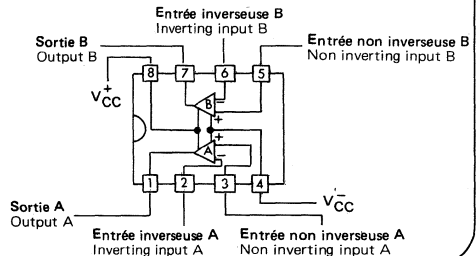 Entrée inverseuse B
Inverting input B
Sortie B
Output B
Entrée non inverseuse B
Non inverting input B
8 7 6 5
V+CC
B
−
+
+
A
−
1 2 3 4
V−CC
Sortie A
Output A
Entrée inverseuse A
Inverting input A
Entrée non inverseuse A
Non inverting input A